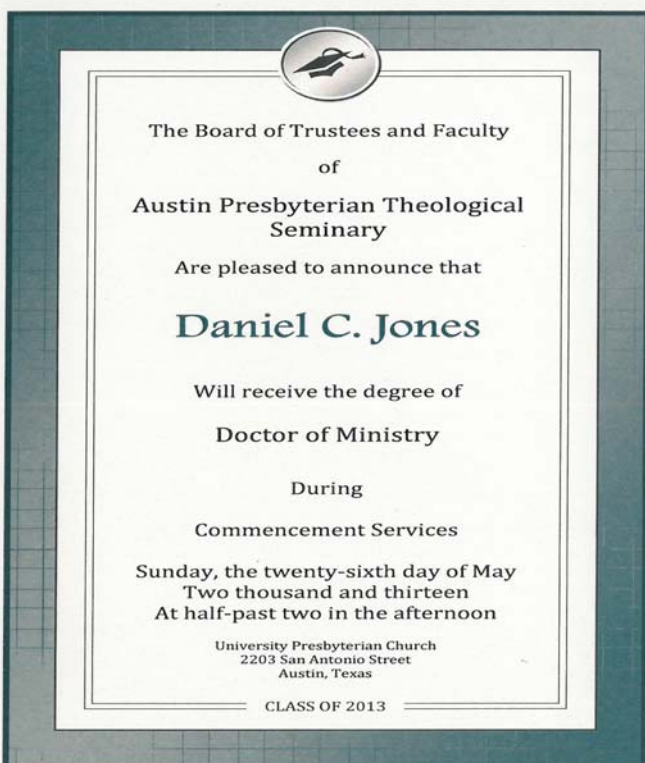 The Board of Trustees and Faculty
of
Austin Presbyterian Theological
Seminary
Are pleased to announce that
Daniel C. Jones
Will receive the degree of
Doctor of Ministry
During
Commencement Services
Sunday, the twenty-sixth day of May
Two thousand and thirteen
At half-past two in the afternoon
University Presbyterian Church
2203 San Antonio Street
Austin, Texas
CLASS OF 2013